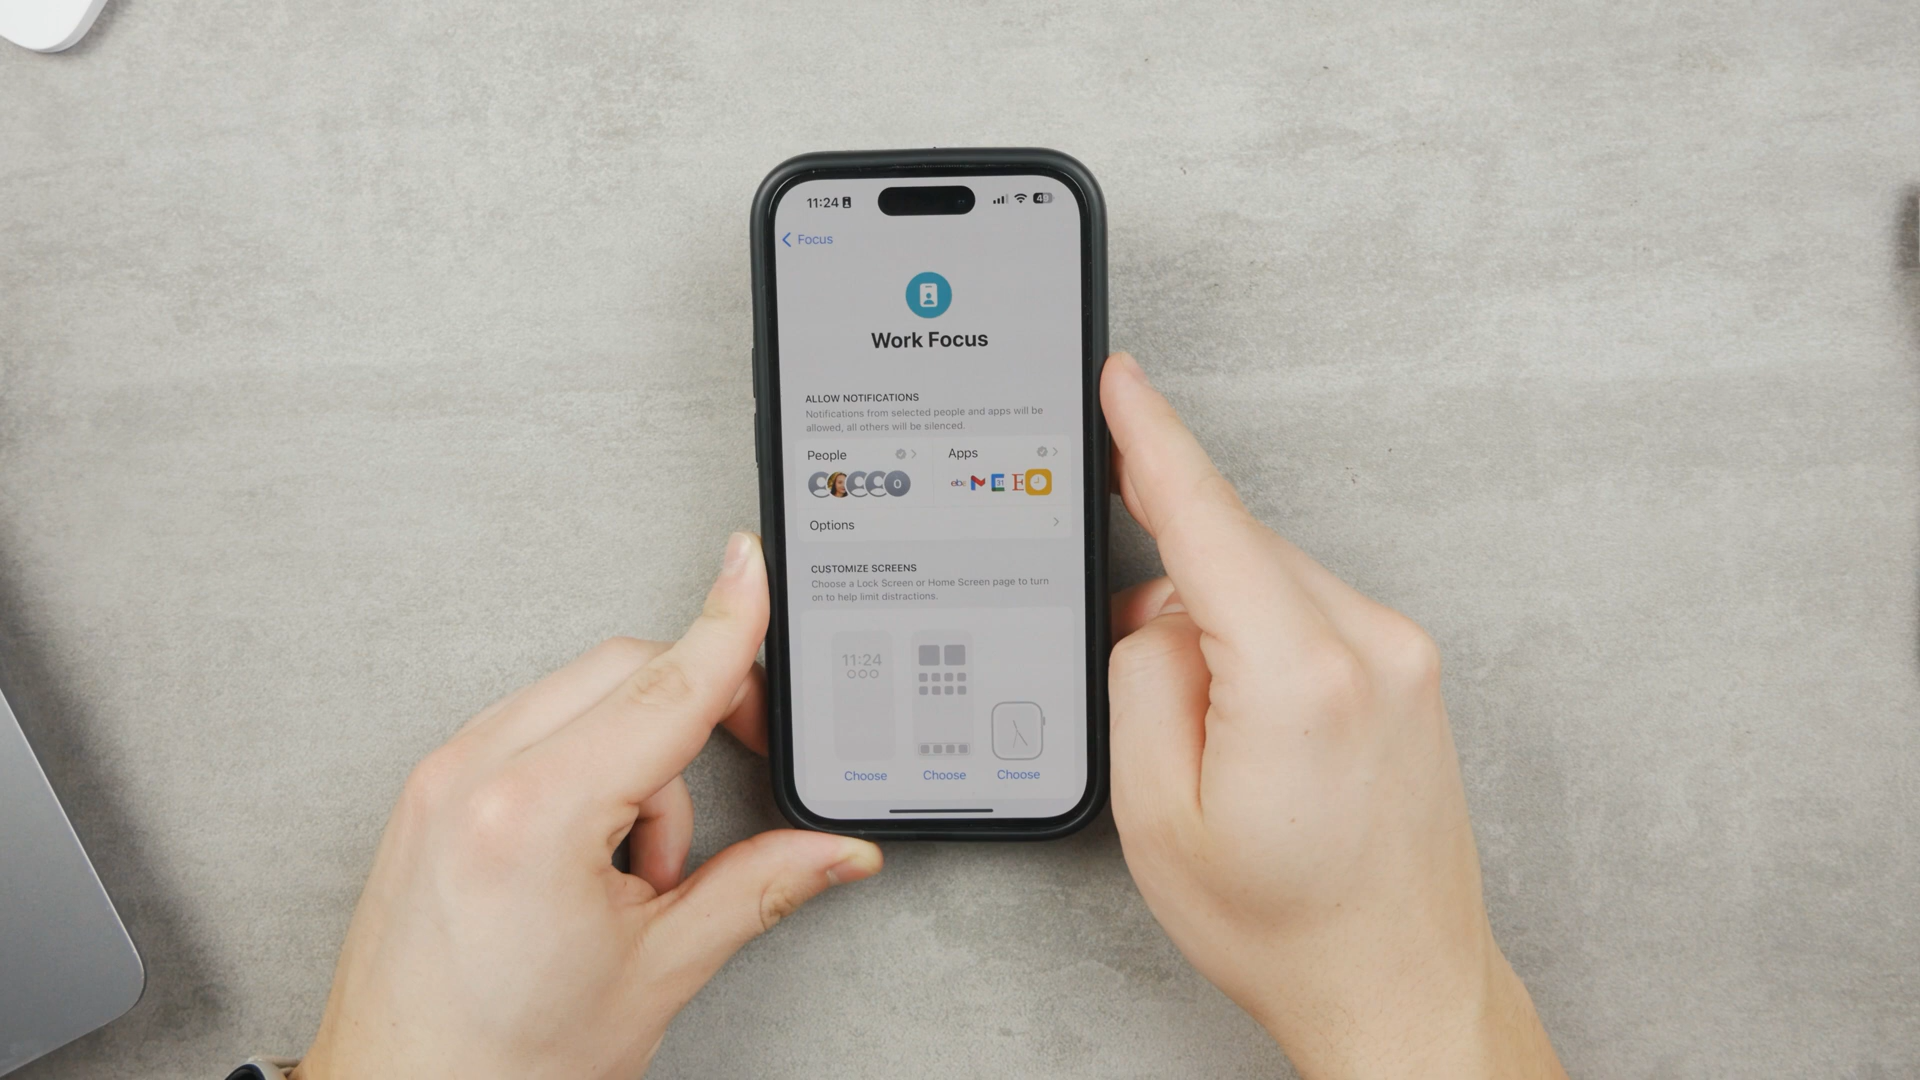 11:24
Focus
Work Focus
ALLOW NOTIFICATIONS
Notifications from selected people and apps will be
allowed, all others will be silenced.
People
Apps
0
31
E
Options
CUSTOMIZE SCREENS
Choose a Lock Screen or Home Screen page to turn
on to help limit distractions.
11:24
Choose Choose Choose